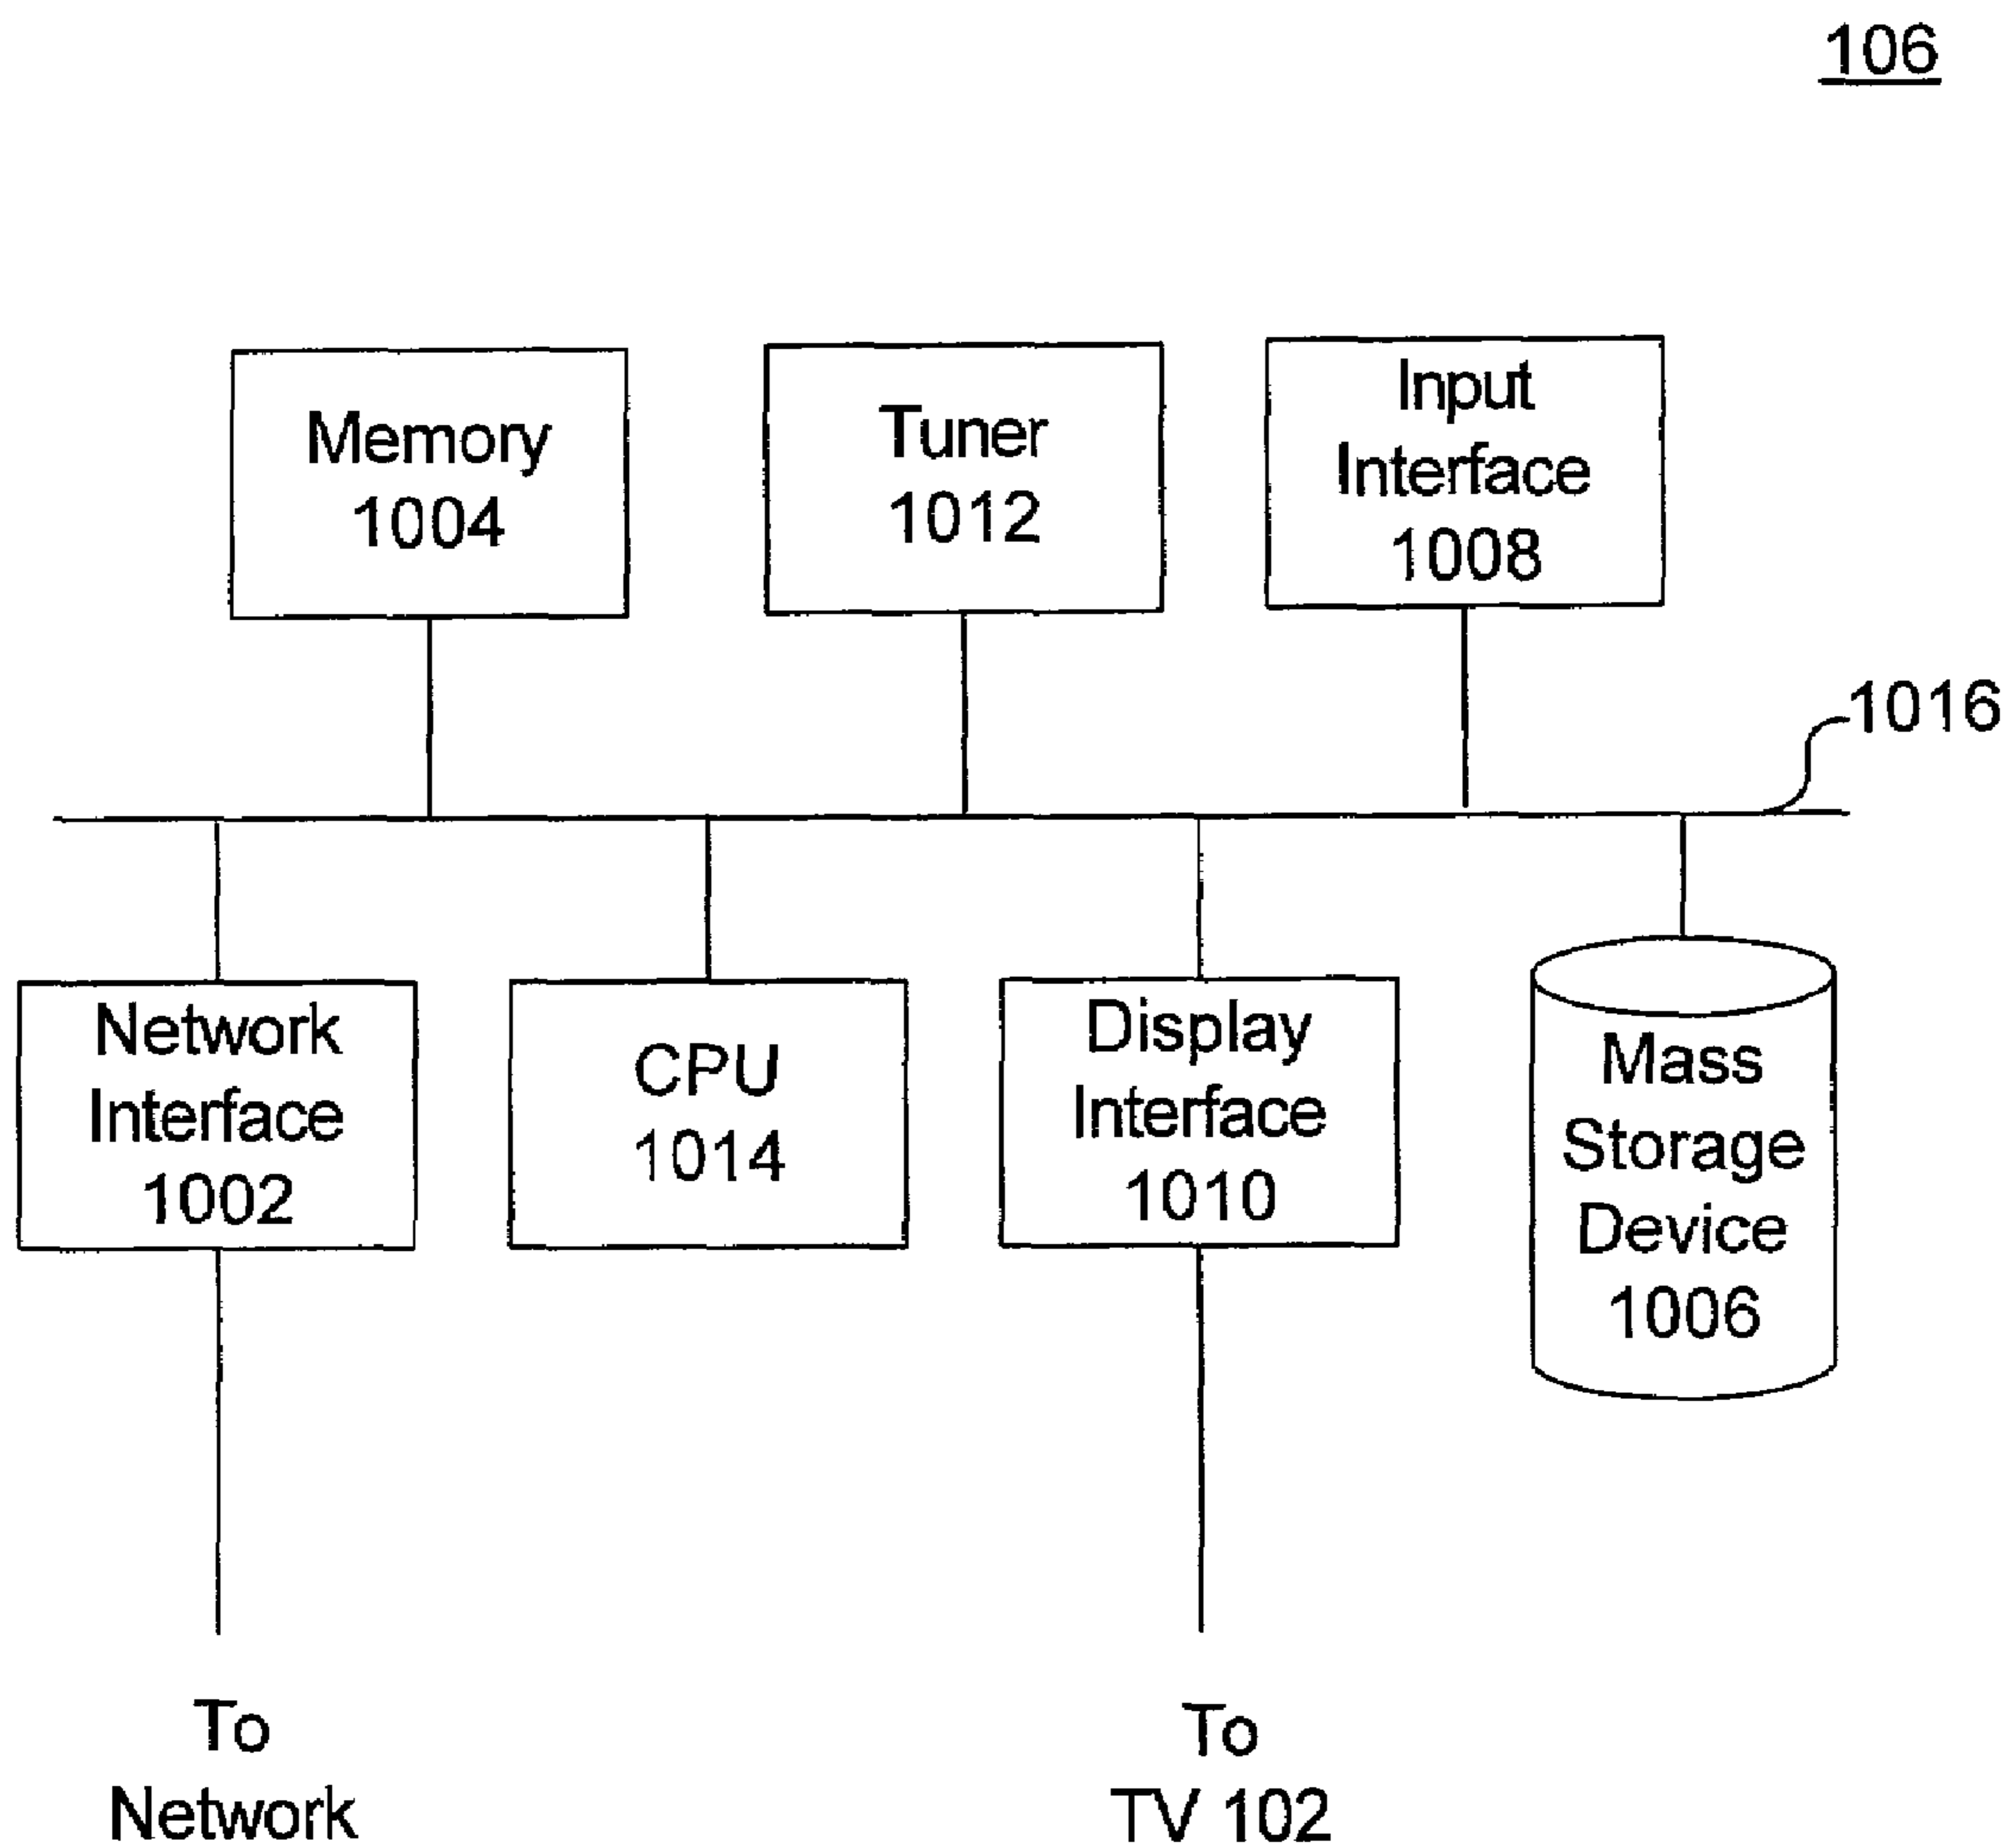 106
Memory
1004
Tuner
1012
Input
Interface
1008
1016
Network
Interface
1002
CPU
1014
Display
Interface
1010
Mass
Storage
Device
1006
To
Network
To
TV 102